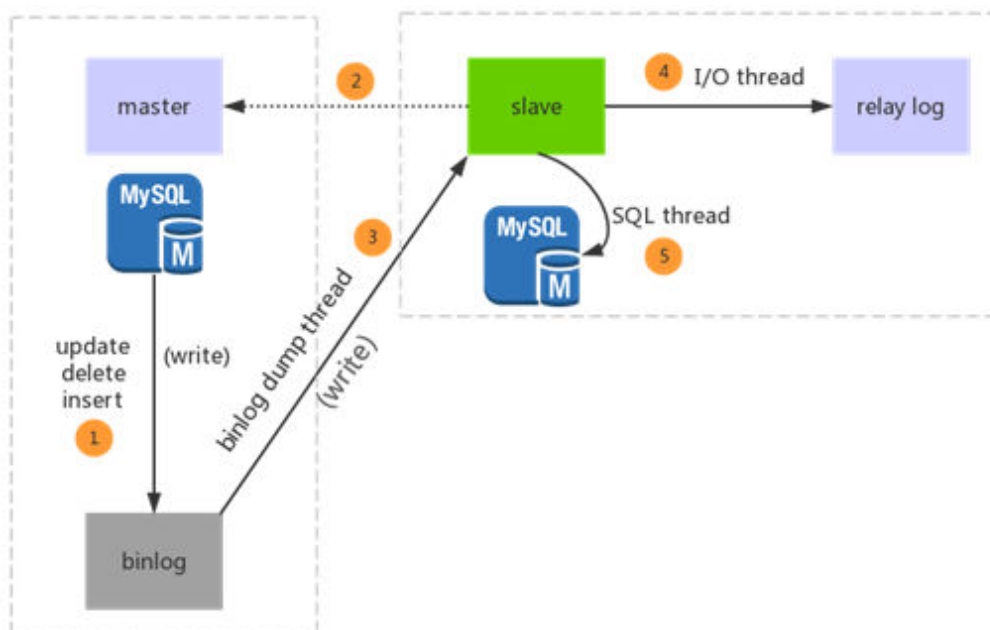 2
4
I/O thread
master
slave
relay log
MySQL
M
3
MySQL
M
SQL thread
5
binlog dump thread
(write)
update
delete
insert
(write)
1
binlog